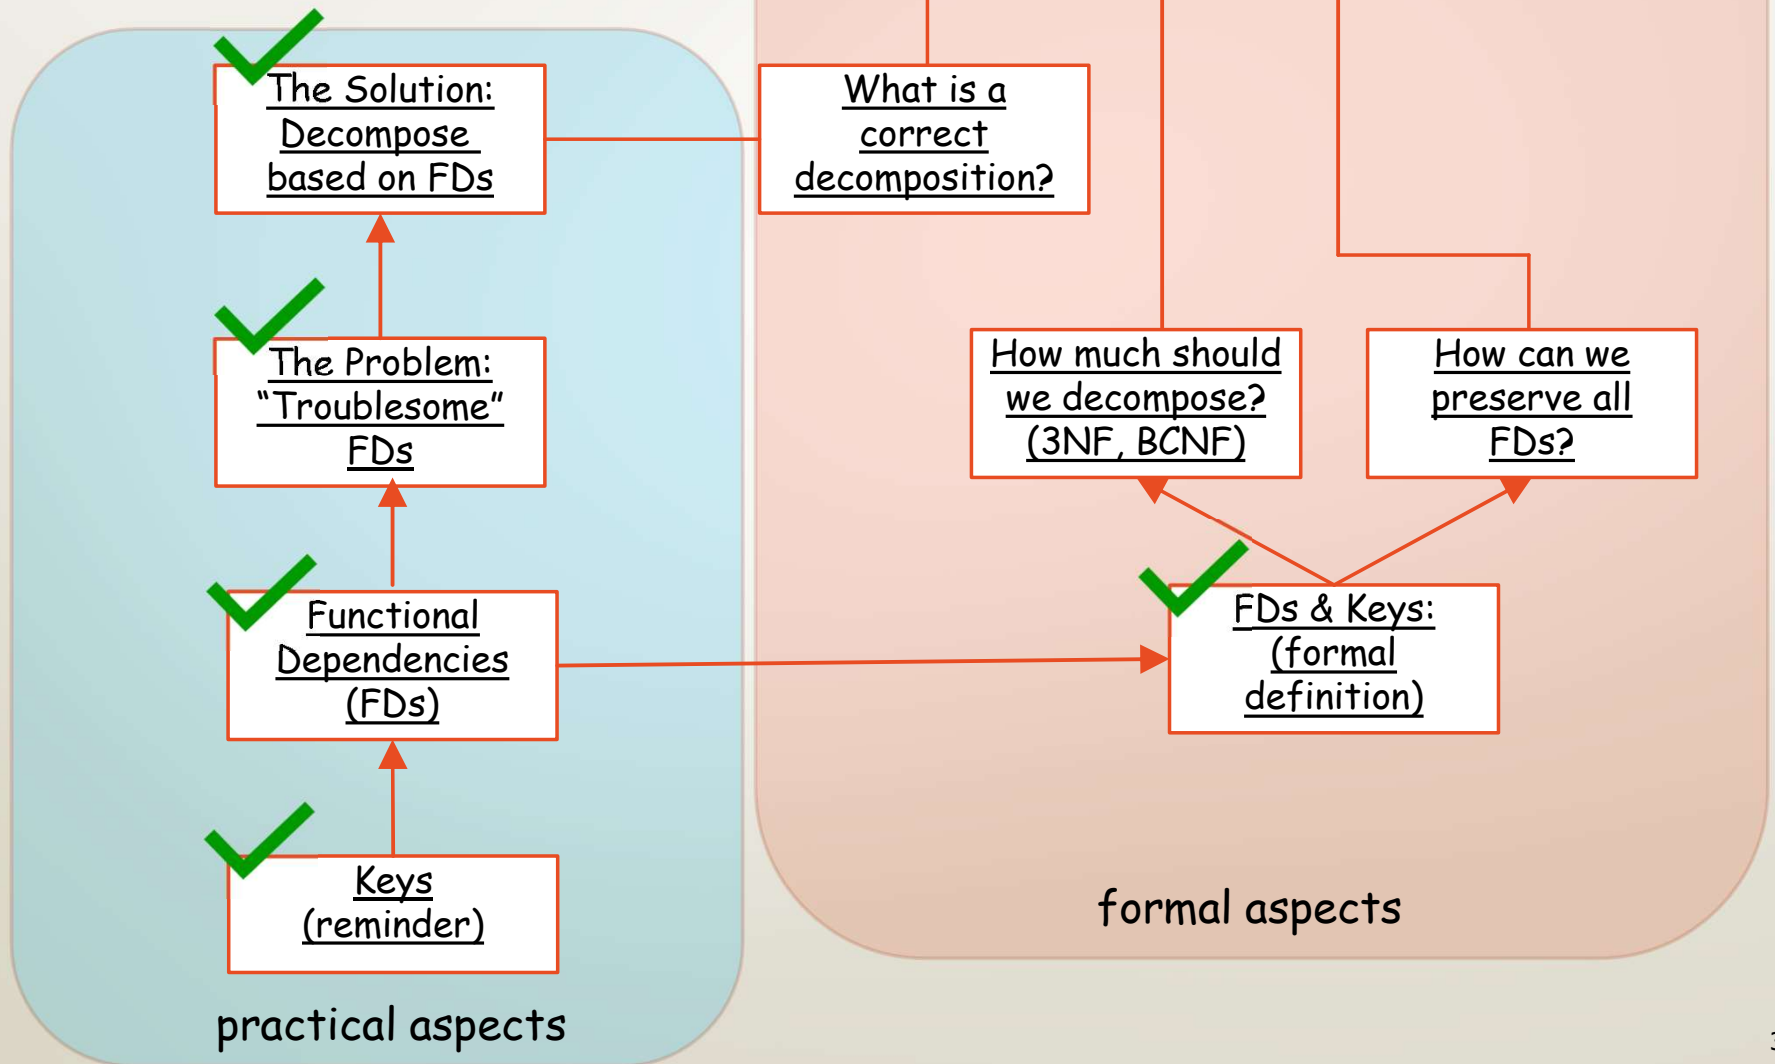 The Solution:
Decompose
based on FDs
What is a
correct
decomposition?
The Problem:
“Troublesome”
FDs
How much should
we decompose?
(3NF, BCNF)
How can we
preserve all
FDs?
Functional
Dependencies
(FDs)
FDs & Keys:
(formal
definition)
Keys
(reminder)
formal aspects
practical aspects